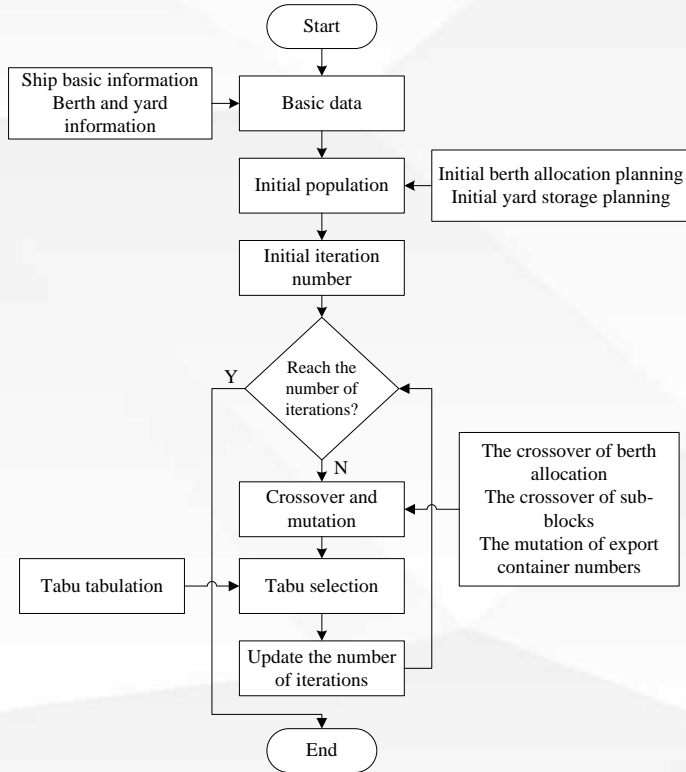 Start
Ship basic information
Berth and yard
information
Basic data
Initial population
Initial berth allocation planning
Initial yard storage planning
Initial iteration
number
Reach the
number of
iterations?
Y
N
Crossover and
mutation
The crossover of berth
allocation
The crossover of sub-
blocks
The mutation of export
container numbers
Tabu tabulation
Tabu selection
Update the number
of iterations
End